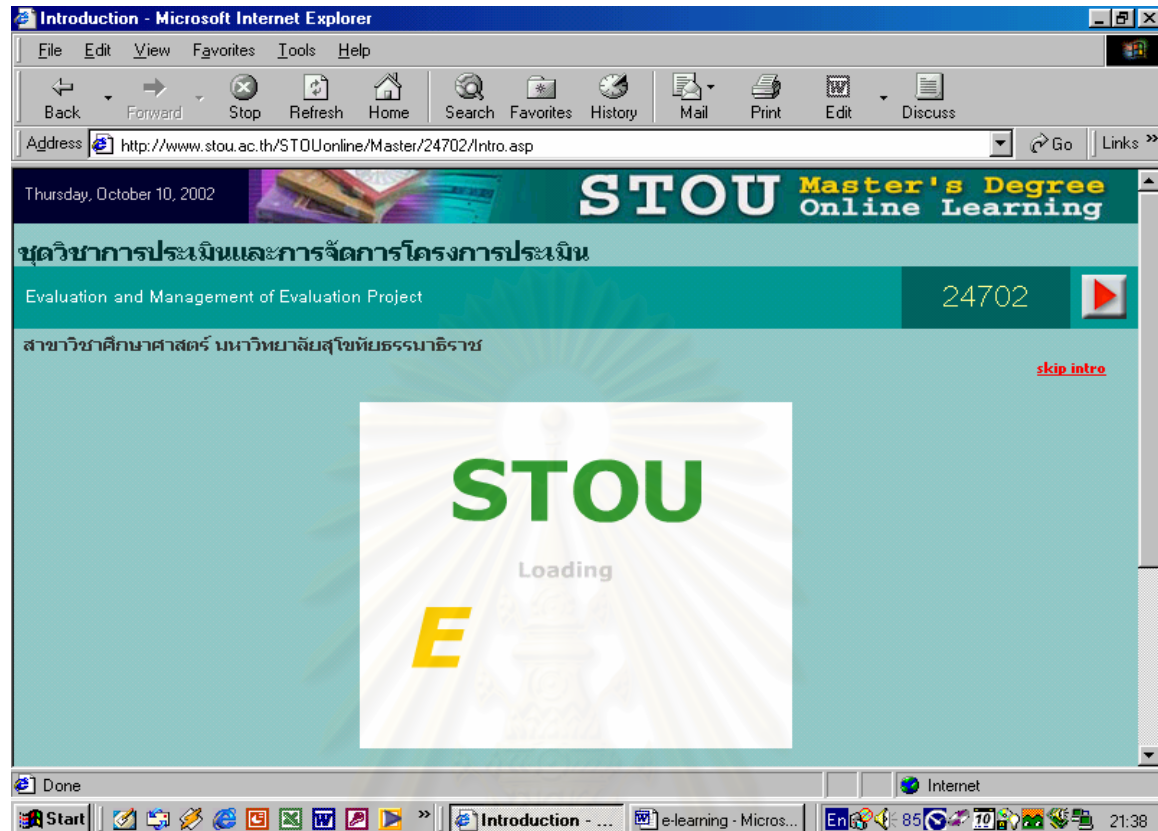 Introduction - Microsoft Internet Explorer
File Edit View Favorites Tools Help
Back Forward Stop Refresh Home Search Favorites History Mail Print Edit Discuss
Address http://www.stou.ac.th/STOUonline/Master/24702/Intro.asp Go Links »
Thursday, October 10, 2002 STOU Master's Degree
Online Learning
ชุดวิชาการประเมินและการจัดการโครงการประเมิน
Evaluation and Management of Evaluation Project 24702
สาขาวิชาศึกษาศาสตร์ มหาวิทยาลัยสุโขทัยธรรมาธิราช
skip intro
STOU
Loading
E
Done Internet
Start » Introduction - ... e-learning - Micros... En 85 10 21:38